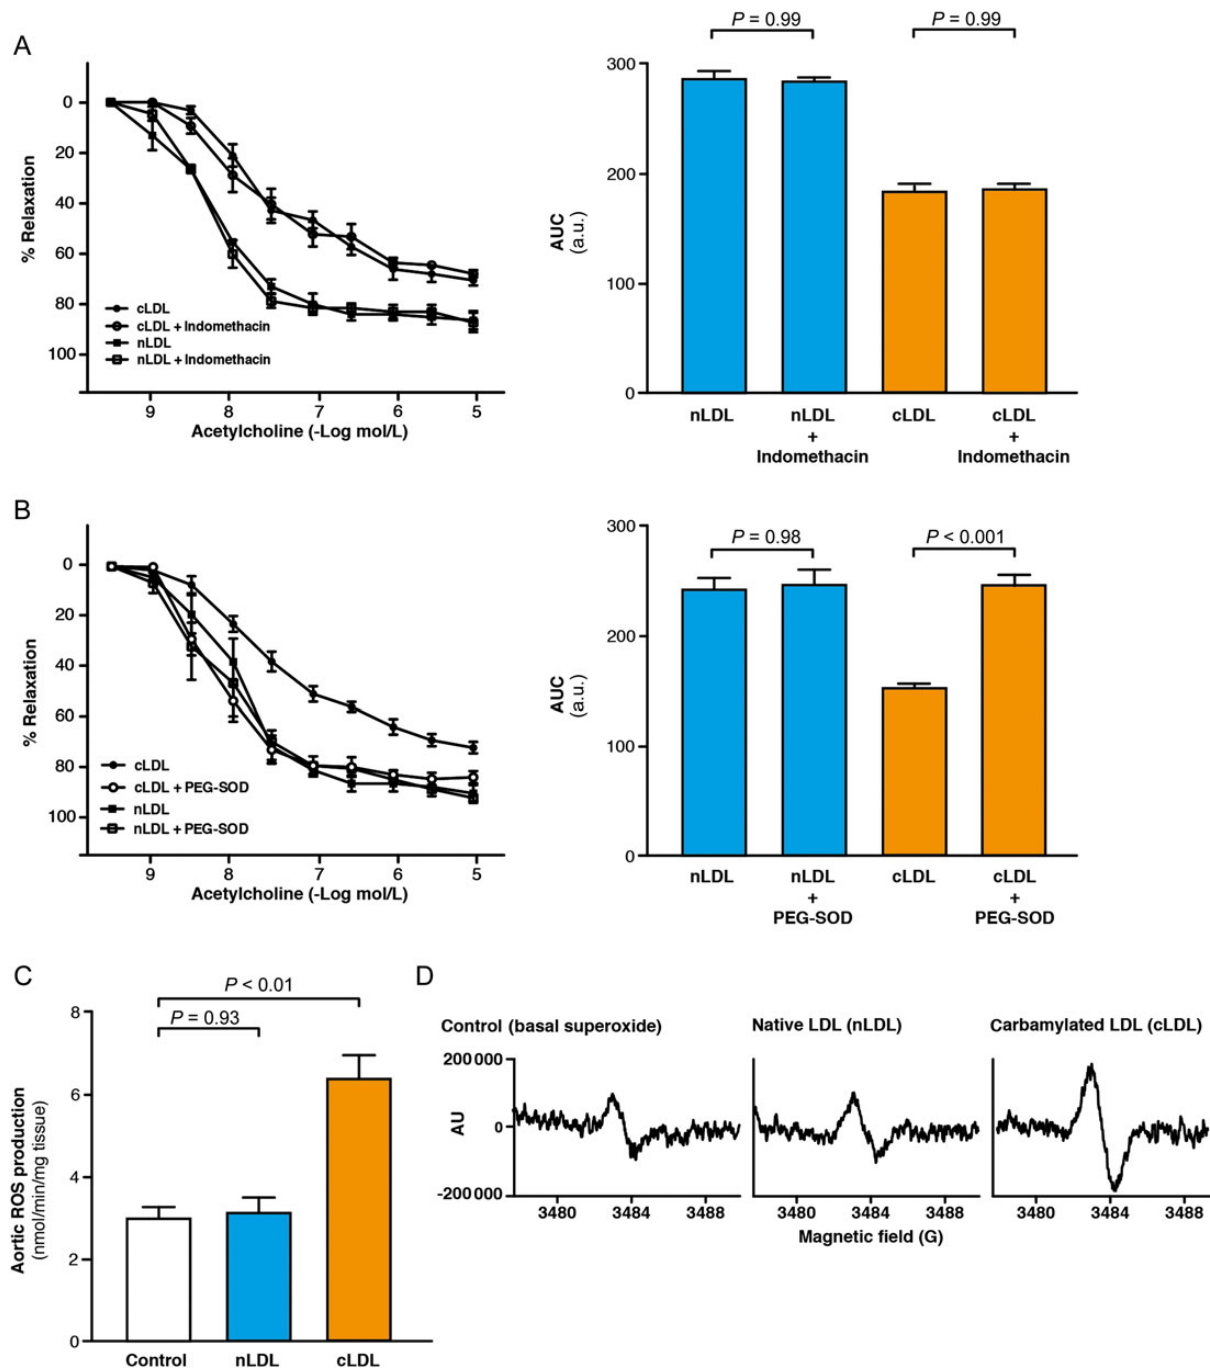 A
P = 0.99
P = 0.99
0
20
40
60
80
100
% Relaxation
cLDL
cLDL + Indomethacin
nLDL
nLDL + Indomethacin
9
8
7
6
5
Acetylcholine (-Log mol/L)
300
200
100
0
AUC
(a.u.)
nLDL
nLDL
+
Indomethacin
cLDL
cLDL
+
Indomethacin
B
0
20
40
60
80
100
% Relaxation
cLDL
cLDL + PEG-SOD
nLDL
nLDL + PEG-SOD
9
8
7
6
5
Acetylcholine (-Log mol/L)
P = 0.98
P < 0.001
300
200
100
0
AUC
(a.u.)
nLDL
nLDL
+
PEG-SOD
cLDL
cLDL
+
PEG-SOD
C
P < 0.01
P = 0.93
8
6
4
2
0
Aortic ROS production
(nmol/min/mg tissue)
Control
nLDL
cLDL
D
Control (basal superoxide)
Native LDL (nLDL)
Carbamylated LDL (cLDL)
200000
0
-200000
AU
3480
3484
3488
3480
3484
3488
3480
3484
3488
Magnetic field (G)